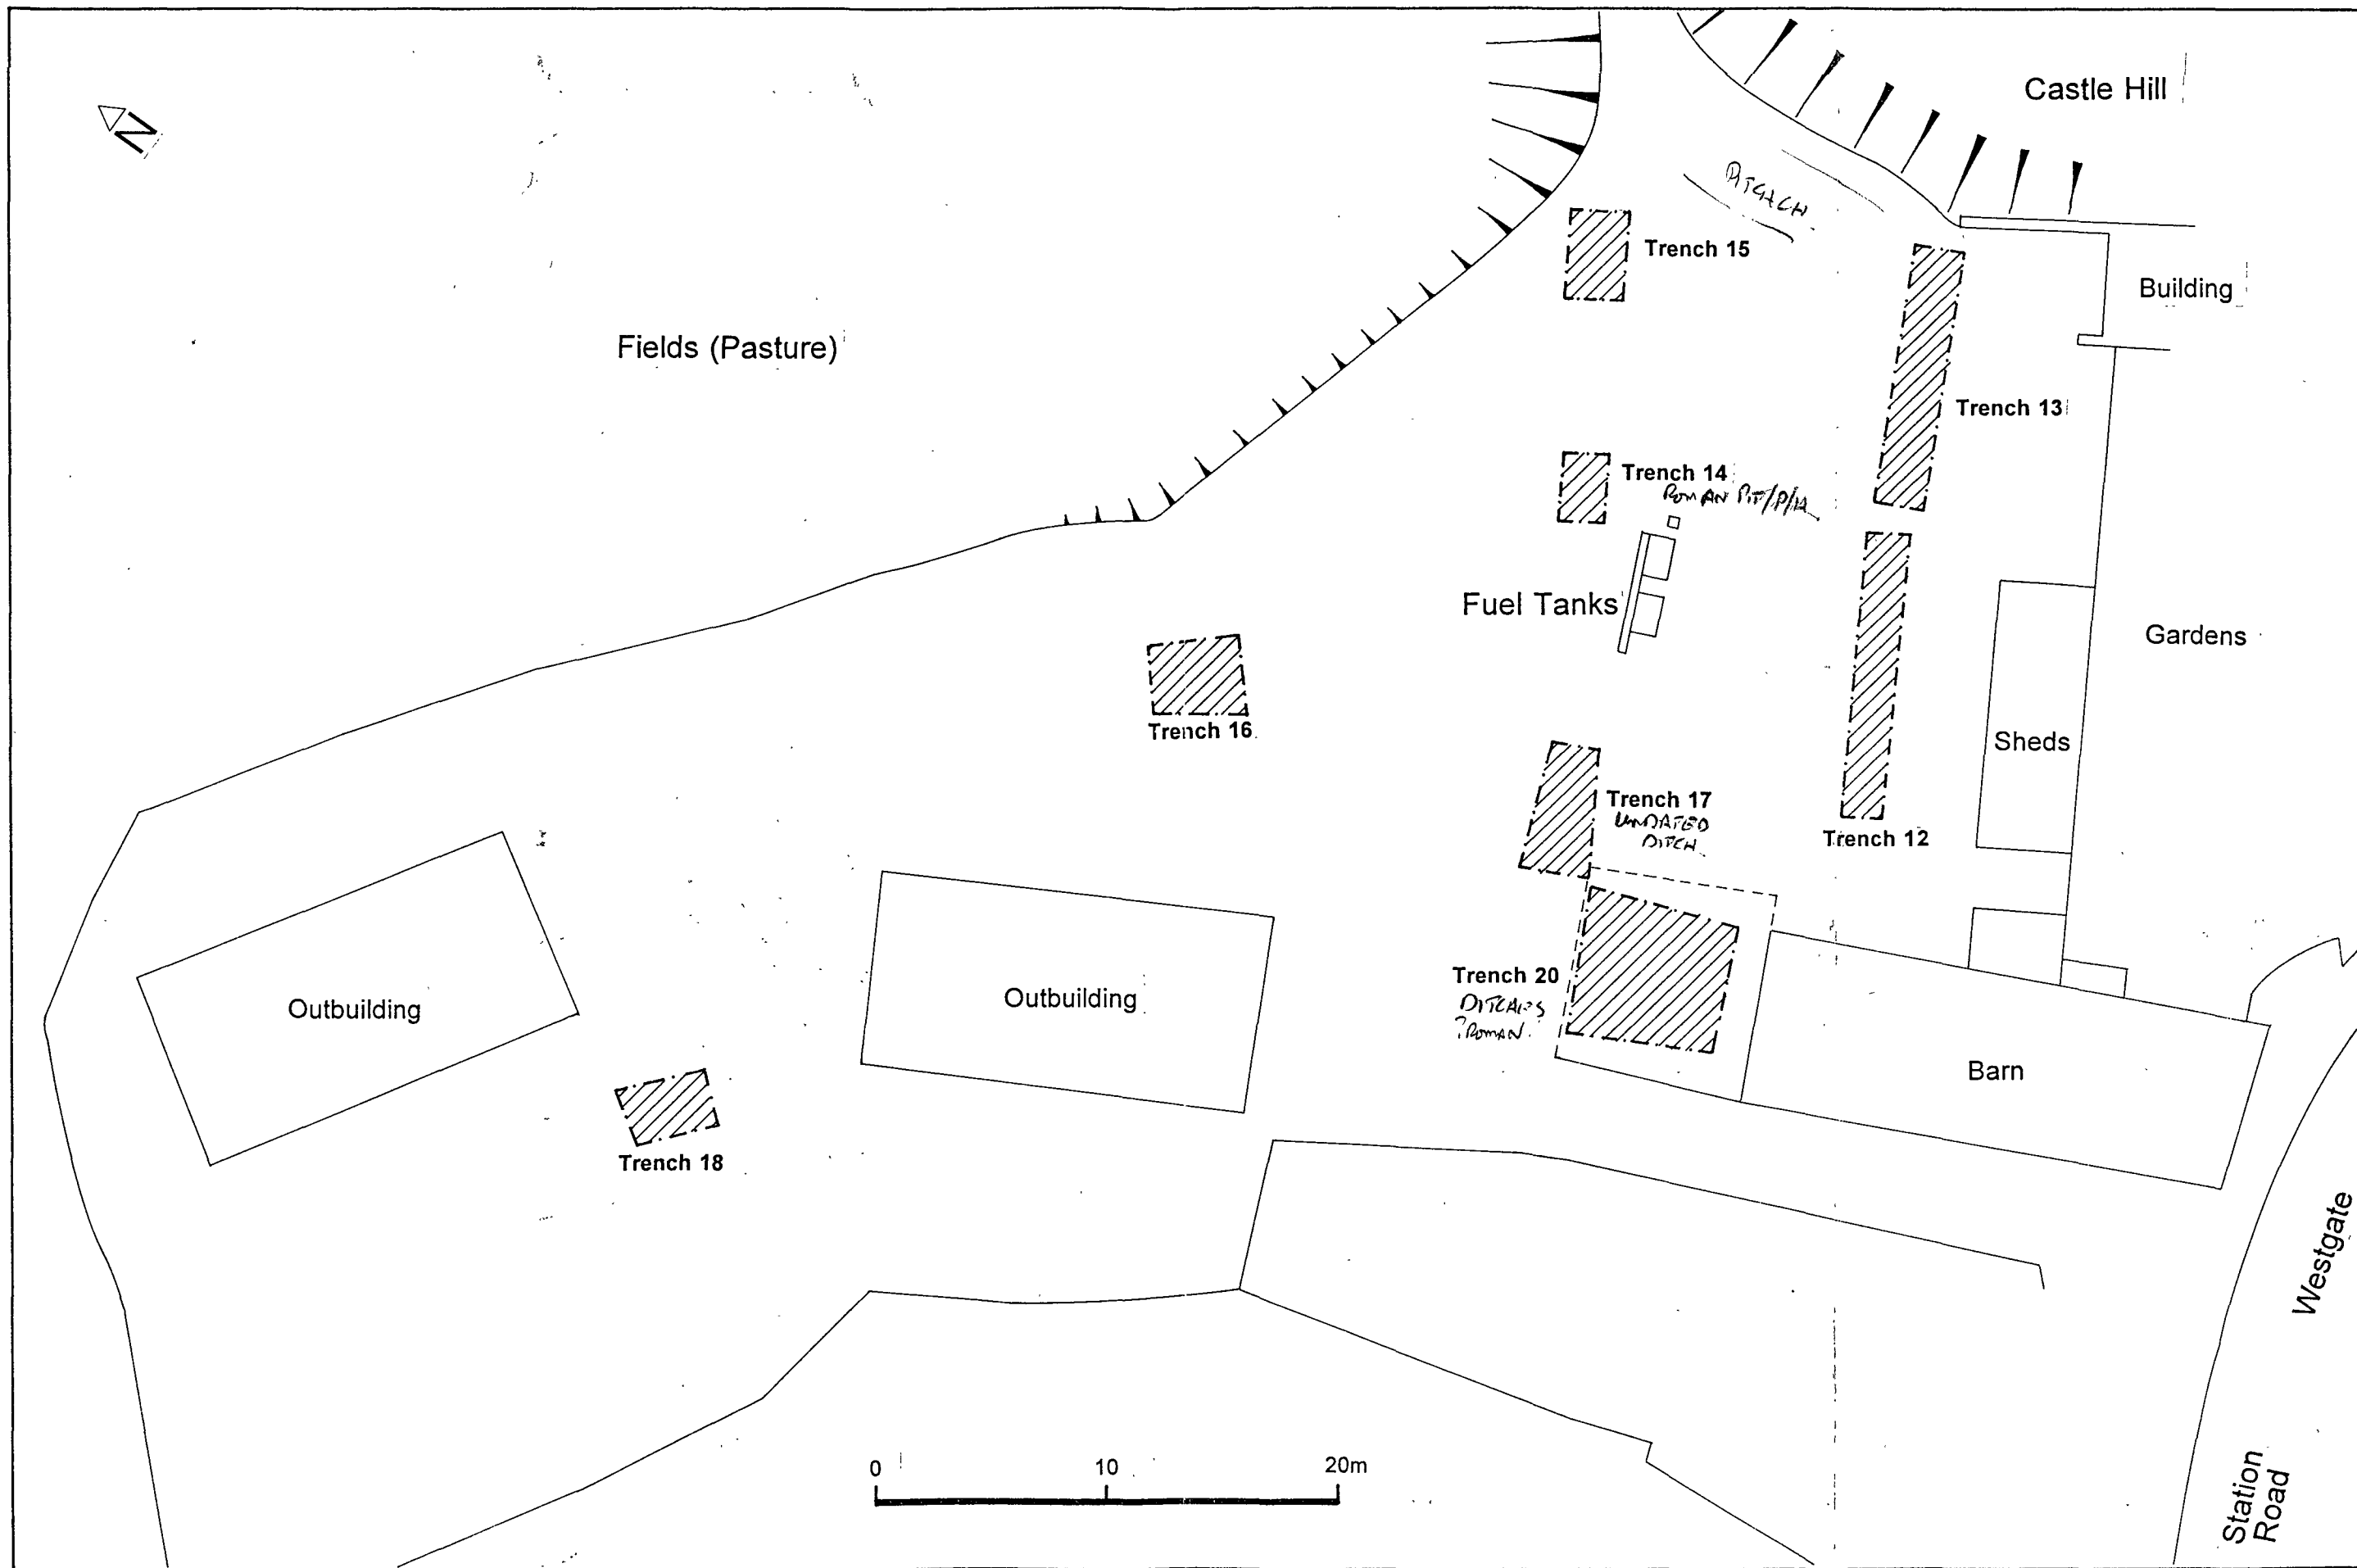 Castle Hill
N
DITCH
Trench 15
Building
Fields (Pasture)
Trench 13
Trench 14
ROMAN PIT/P/H
Fuel Tanks
Gardens
Trench 16
Sheds
Trench 17
UNDATED
DITCH
Trench 12
Trench 20
DITCHES
?ROMAN
Outbuilding
Outbuilding
Barn
Trench 18
Westgate
0 10 20m
Station
Road